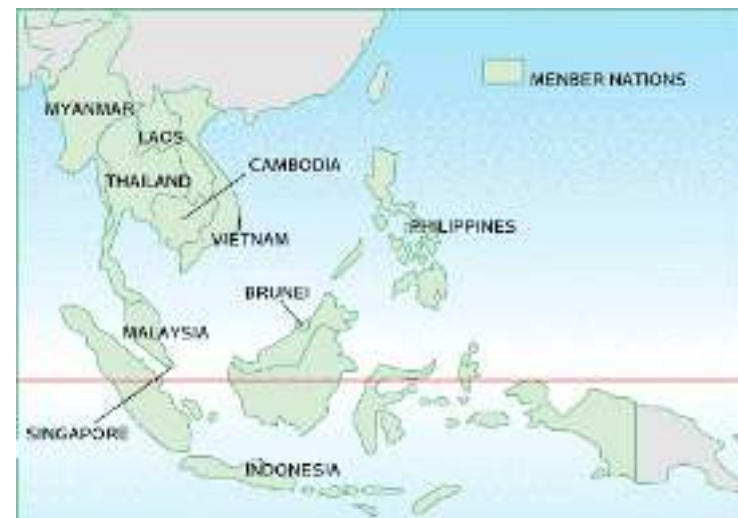 MENBER NATIONS
MYANMAR
LAOS
CAMBODIA
THAILAND
PHILIPPINES
VIETNAM
BRUNEI
MALAYSIA
SINGAPORE
INDONESIA